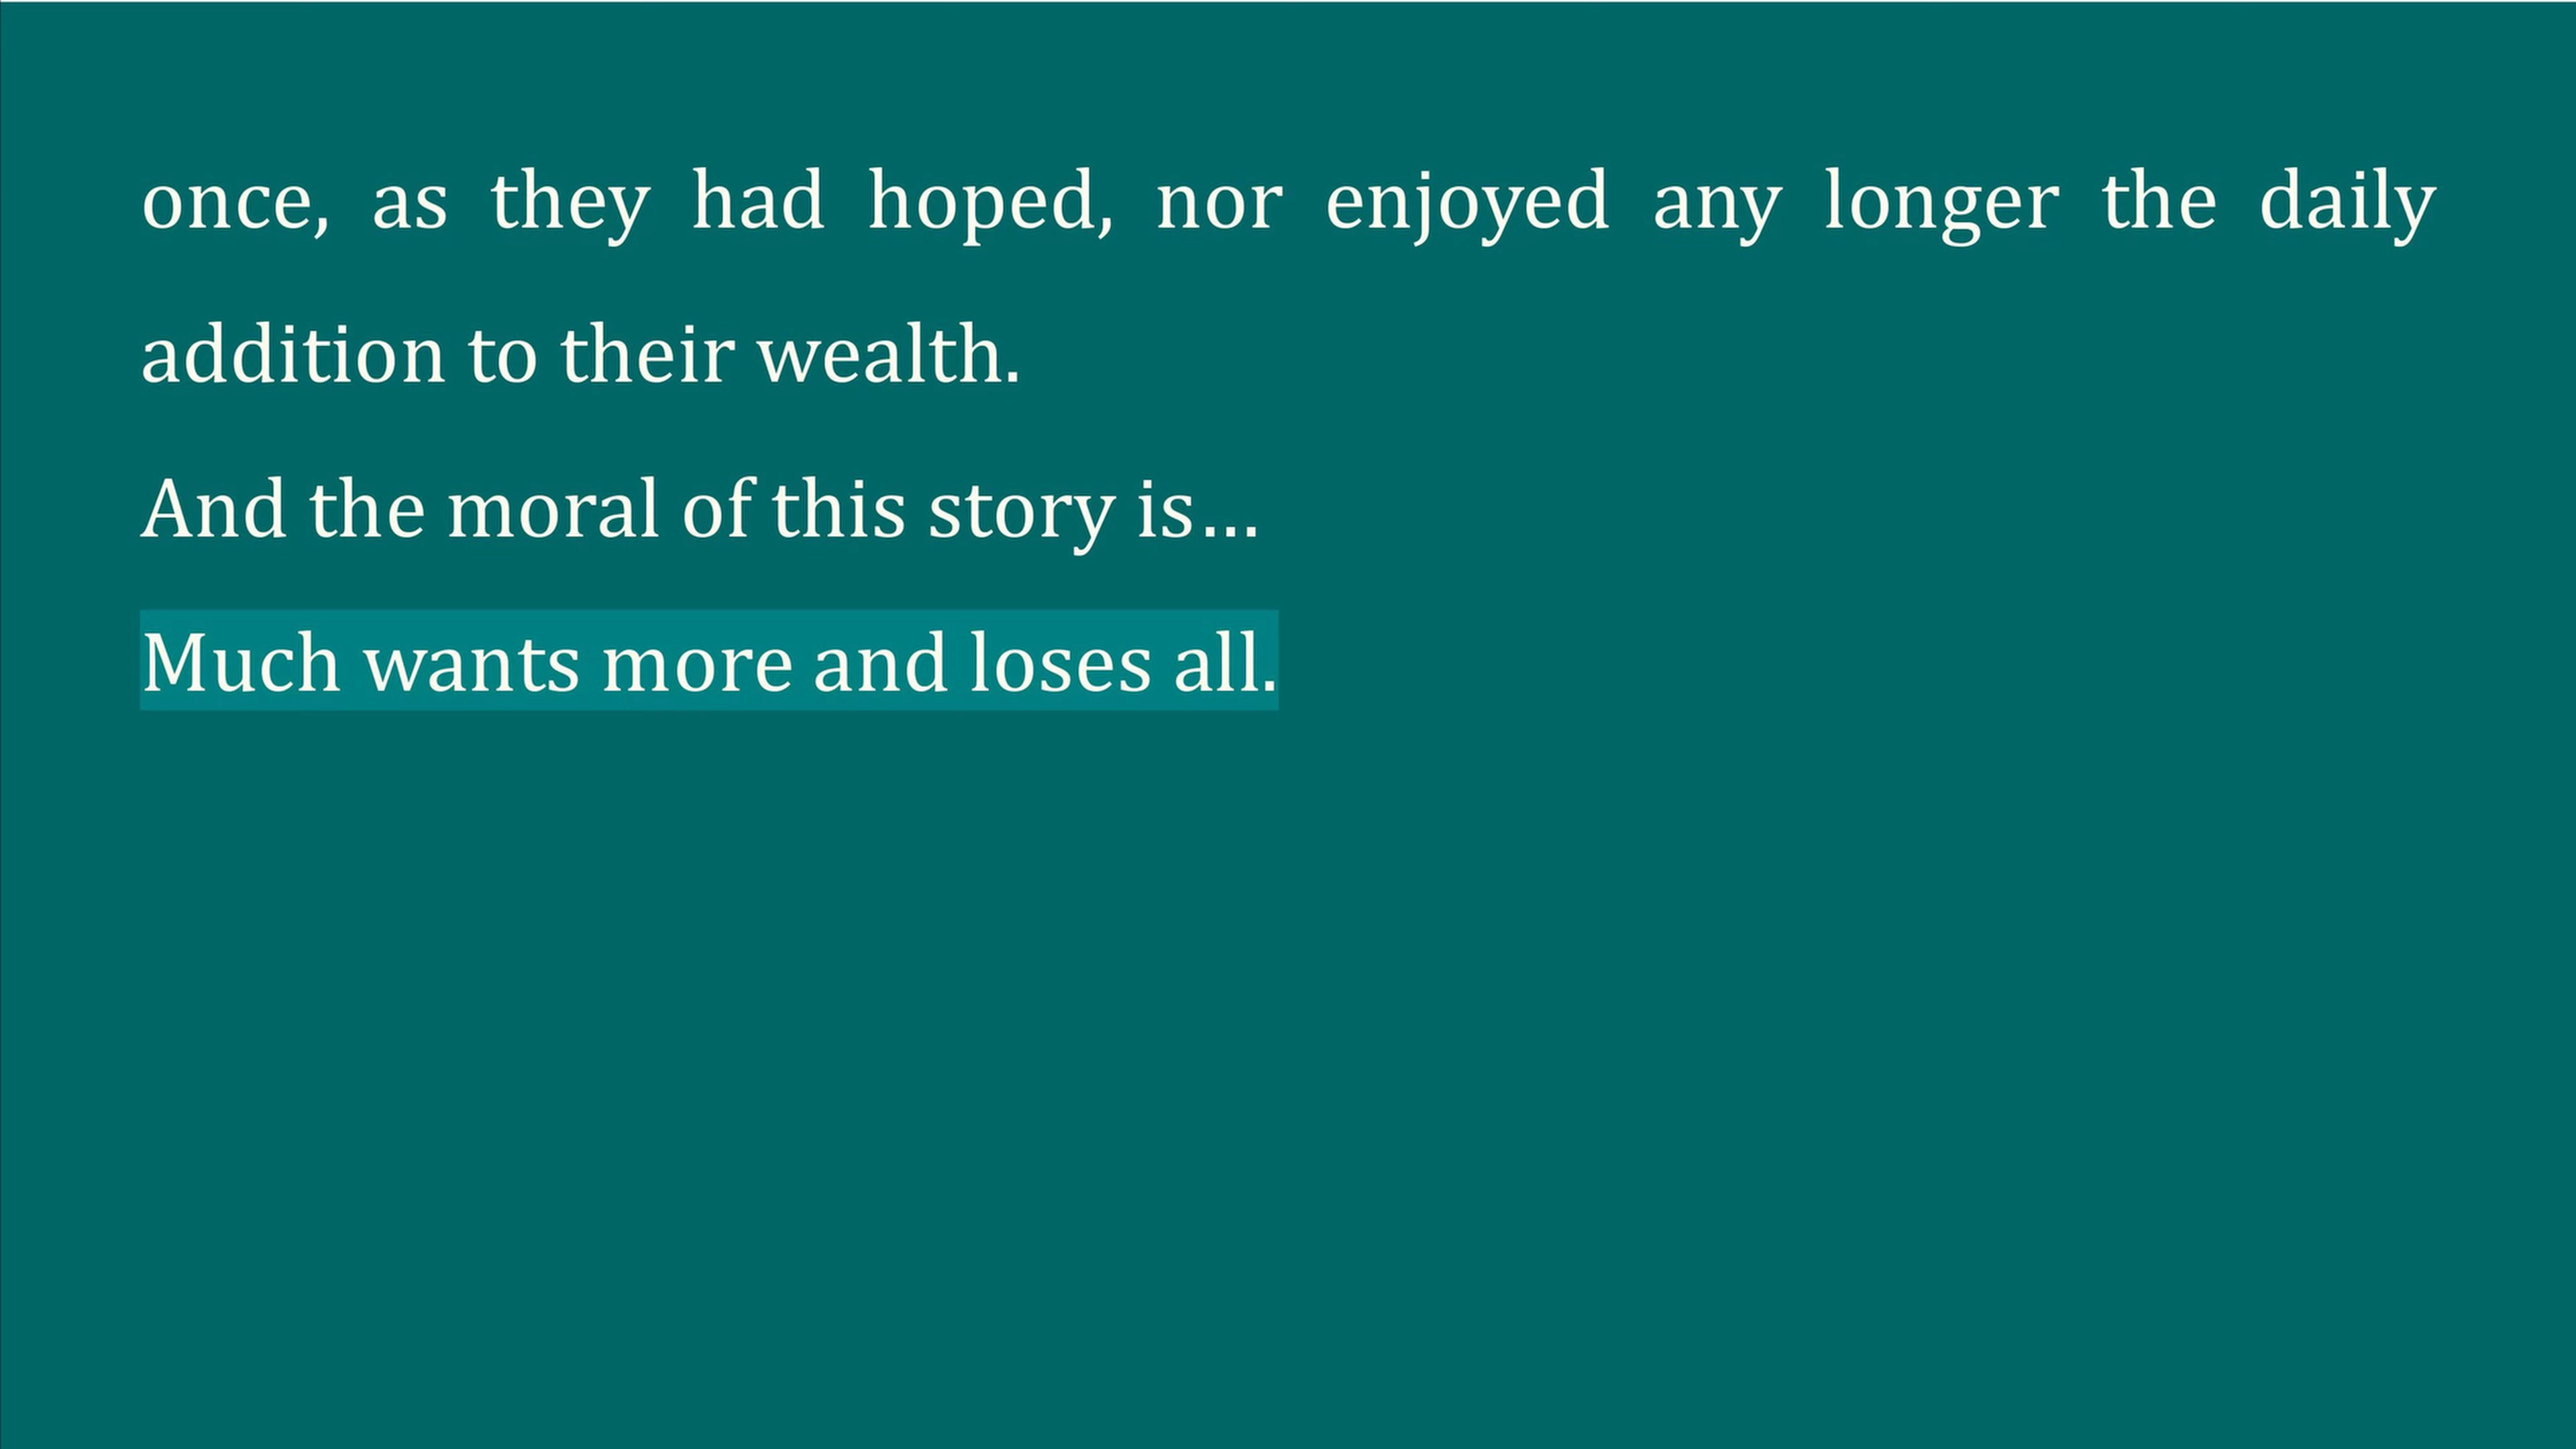 once, as they had hoped, nor enjoyed any longer the daily
addition to their wealth.
And the moral of this story is...
Much wants more and loses all.